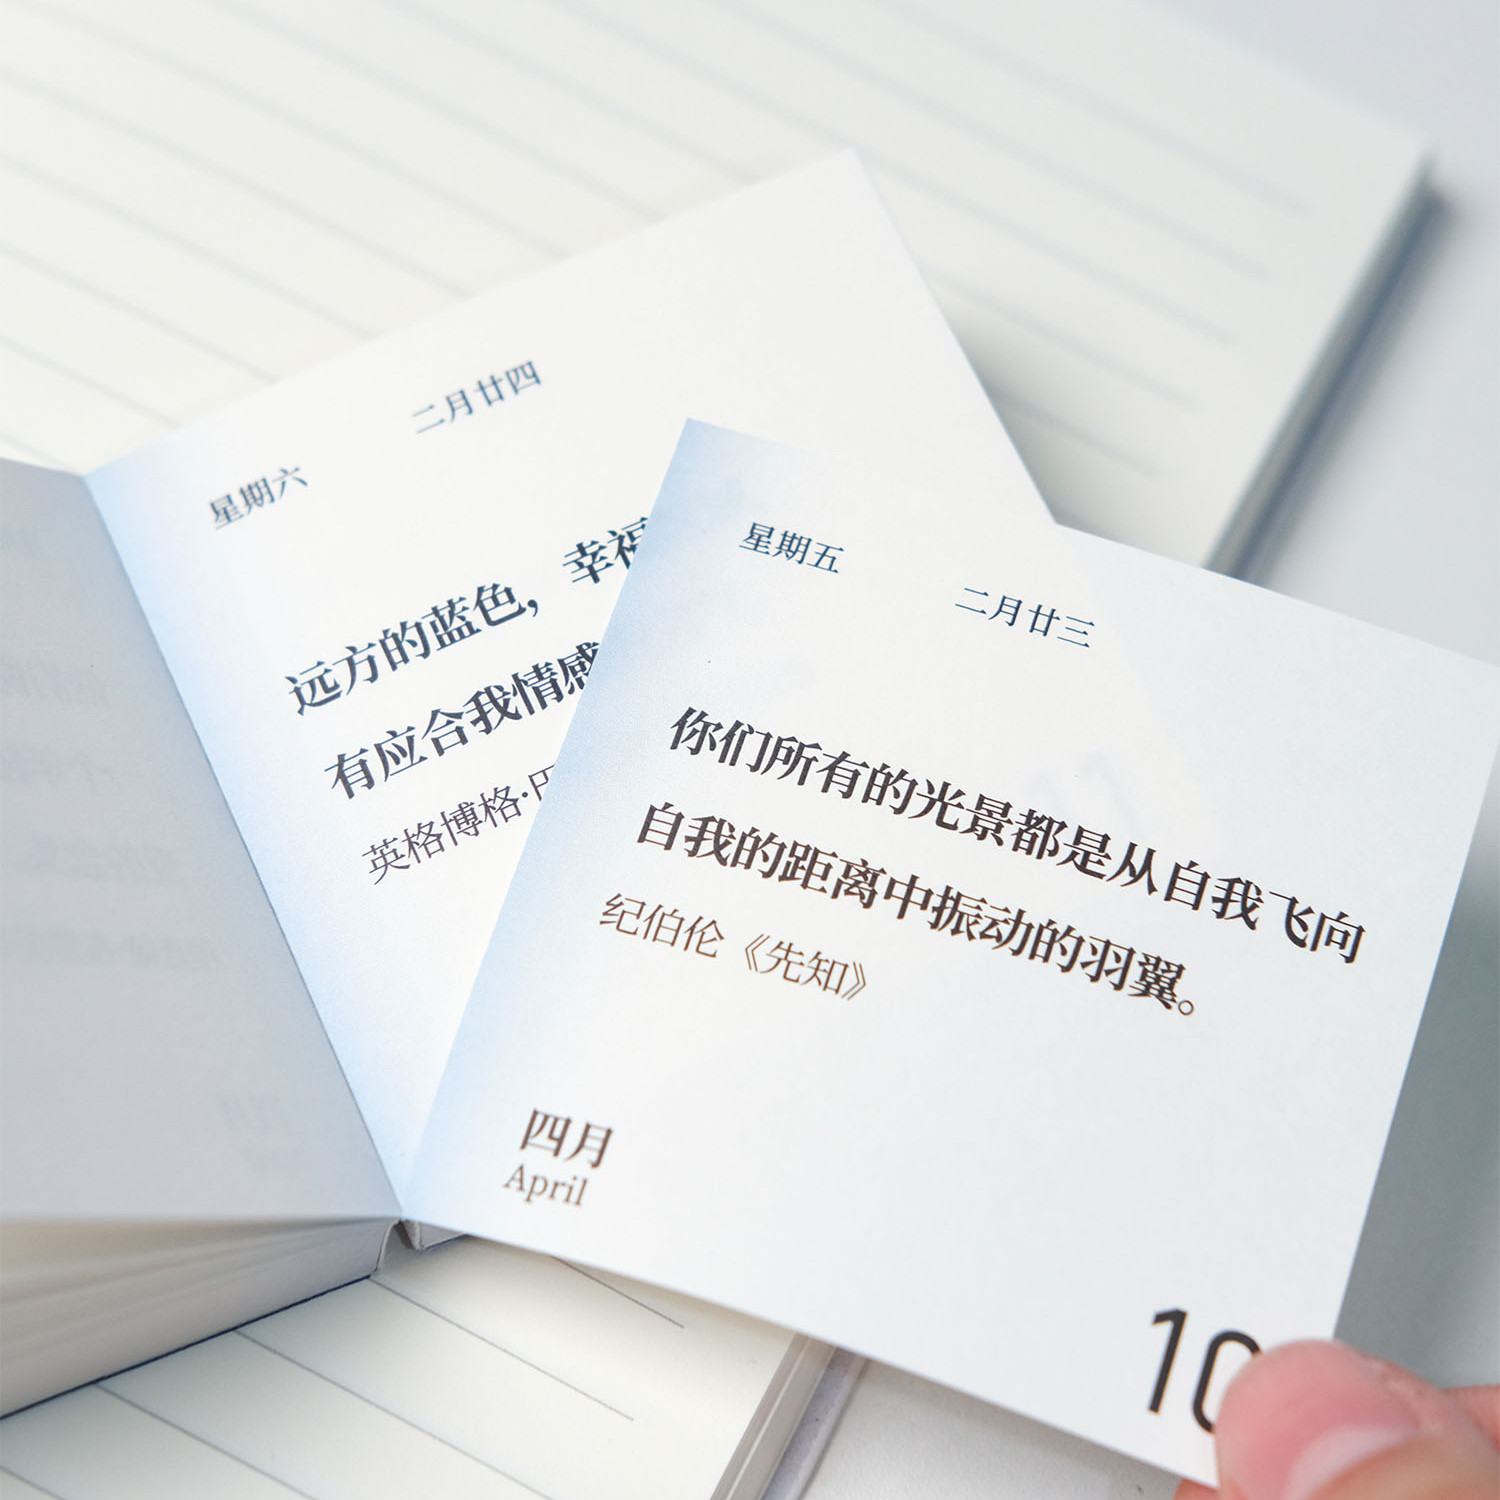 二月廿四
星期六
远方的蓝色，幸福
有应合我情感
英格博格·巴
星期五
二月廿三
你们所有的光景都是从自我飞向
自我的距离中振动的羽翼。
纪伯伦《先知》
四月
April
10